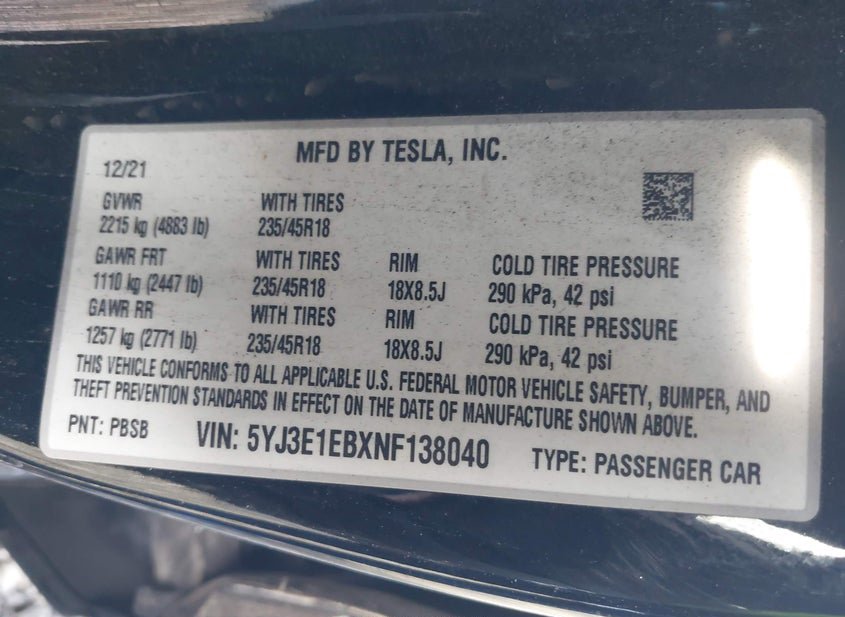 MFD BY TESLA, INC.
12/21
GVWR WITH TIRES
2215 kg (4883 lb) 235/45R18
GAWR FRT WITH TIRES RIM COLD TIRE PRESSURE
1110 kg (2447 lb) 235/45R18 18X8.5J 290 kPa, 42 psi
GAWR RR WITH TIRES RIM COLD TIRE PRESSURE
1257 kg (2771 lb) 235/45R18 18X8.5J 290 kPa, 42 psi
THIS VEHICLE CONFORMS TO ALL APPLICABLE U.S. FEDERAL MOTOR VEHICLE SAFETY, BUMPER, AND
THEFT PREVENTION STANDARDS IN EFFECT ON THE DATE OF MANUFACTURE SHOWN ABOVE.
PNT: PBSB VIN: 5YJ3E1EBXNF138040 TYPE: PASSENGER CAR